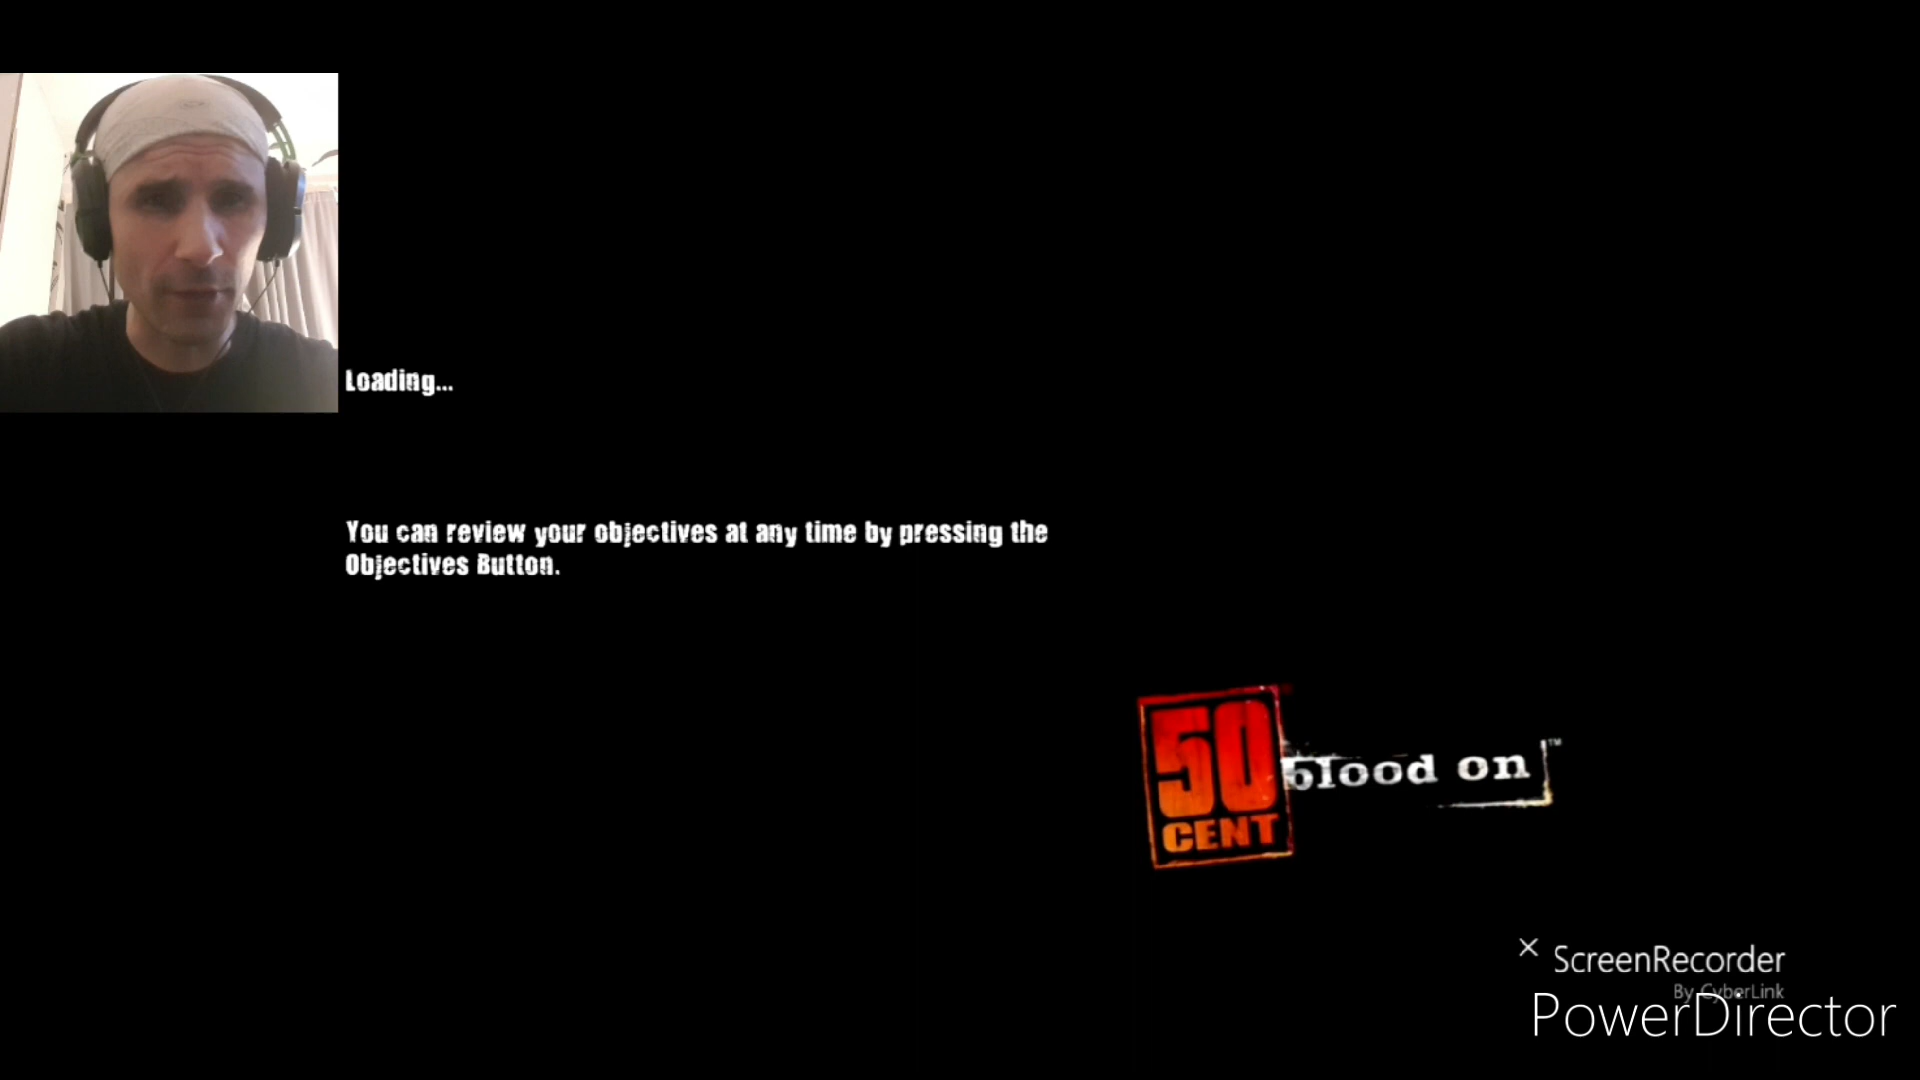 Loading...
You can review your objectives at any time by pressing the
Objectives Button.
50
CENT
blood on
TM
× ScreenRecorder
By CyberLink
PowerDirector